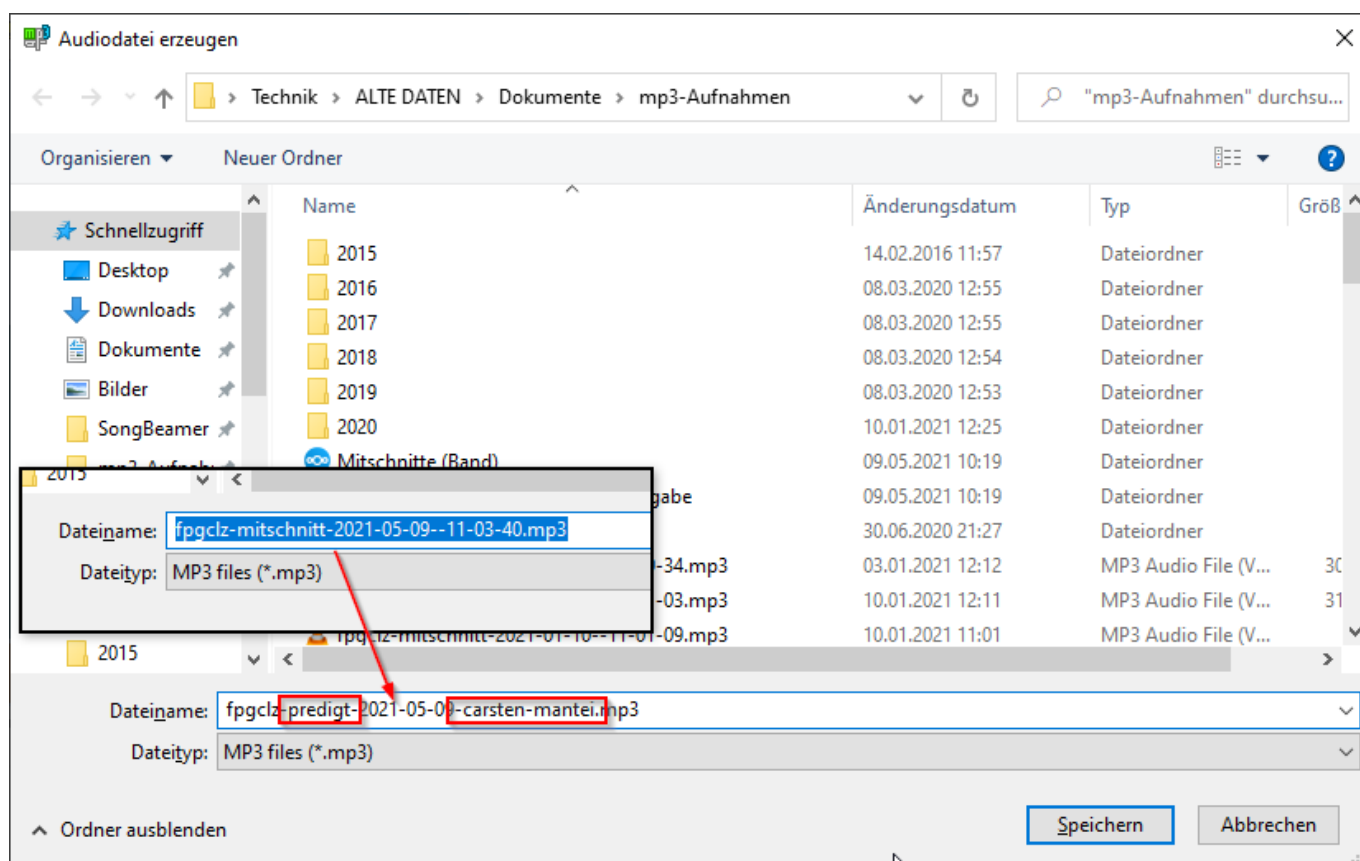 Audiodatei erzeugen
Technik > ALTE DATEN > Dokumente > mp3-Aufnahmen
"mp3-Aufnahmen" durchsu...
Organisieren
Neuer Ordner
?
Name Änderungsdatum Typ Größ
Schnellzugriff
Desktop
Downloads
Dokumente
Bilder
SongBeamer
2015 14.02.2016 11:57 Dateiordner
2016 08.03.2020 12:55 Dateiordner
2017 08.03.2020 12:55 Dateiordner
2018 08.03.2020 12:54 Dateiordner
2019 08.03.2020 12:53 Dateiordner
2020 10.01.2021 12:25 Dateiordner
Mitschnitte (Band) 09.05.2021 10:19 Dateiordner
gabe 09.05.2021 10:19 Dateiordner
30.06.2020 21:27 Dateiordner
-34.mp3 03.01.2021 12:12 MP3 Audio File (V... 30
-03.mp3 10.01.2021 12:11 MP3 Audio File (V... 31
fpgclz-mitschnitt-2021-01-10--11-01-09.mp3 10.01.2021 11:01 MP3 Audio File (V...
2015
Dateiname: fpgclz-mitschnitt-2021-05-09--11-03-40.mp3
Dateityp: MP3 files (*.mp3)
2015
Dateiname: fpgclz-predigt-2021-05-09-carsten-mantei.mp3
Dateityp: MP3 files (*.mp3)
Ordner ausblenden
Speichern
Abbrechen